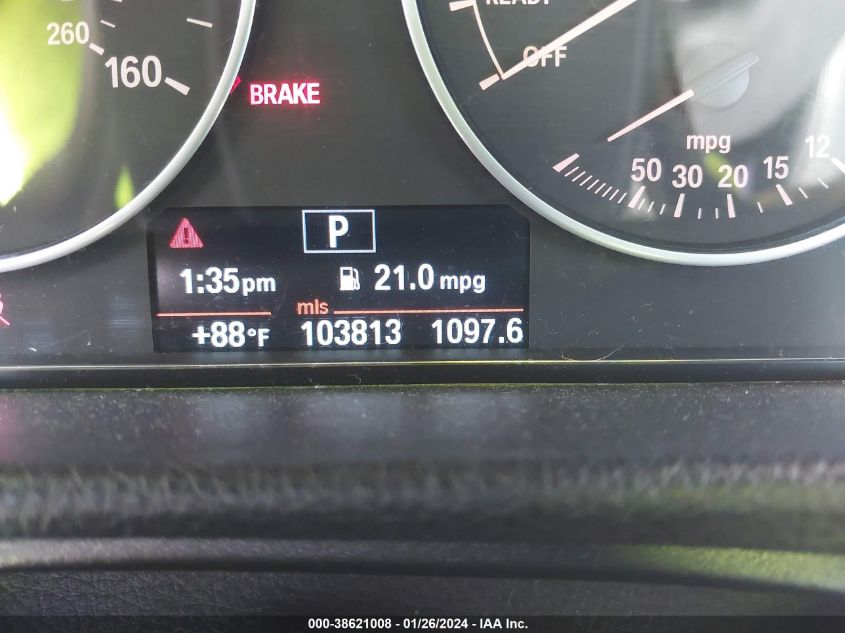 READY
260
160
OFF
BRAKE
mpg
50 30 20 15 12
P
1:35pm 21.0 mpg
mls
+88°F 103813 1097.6
000-38621008 - 01/26/2024 - IAA Inc.